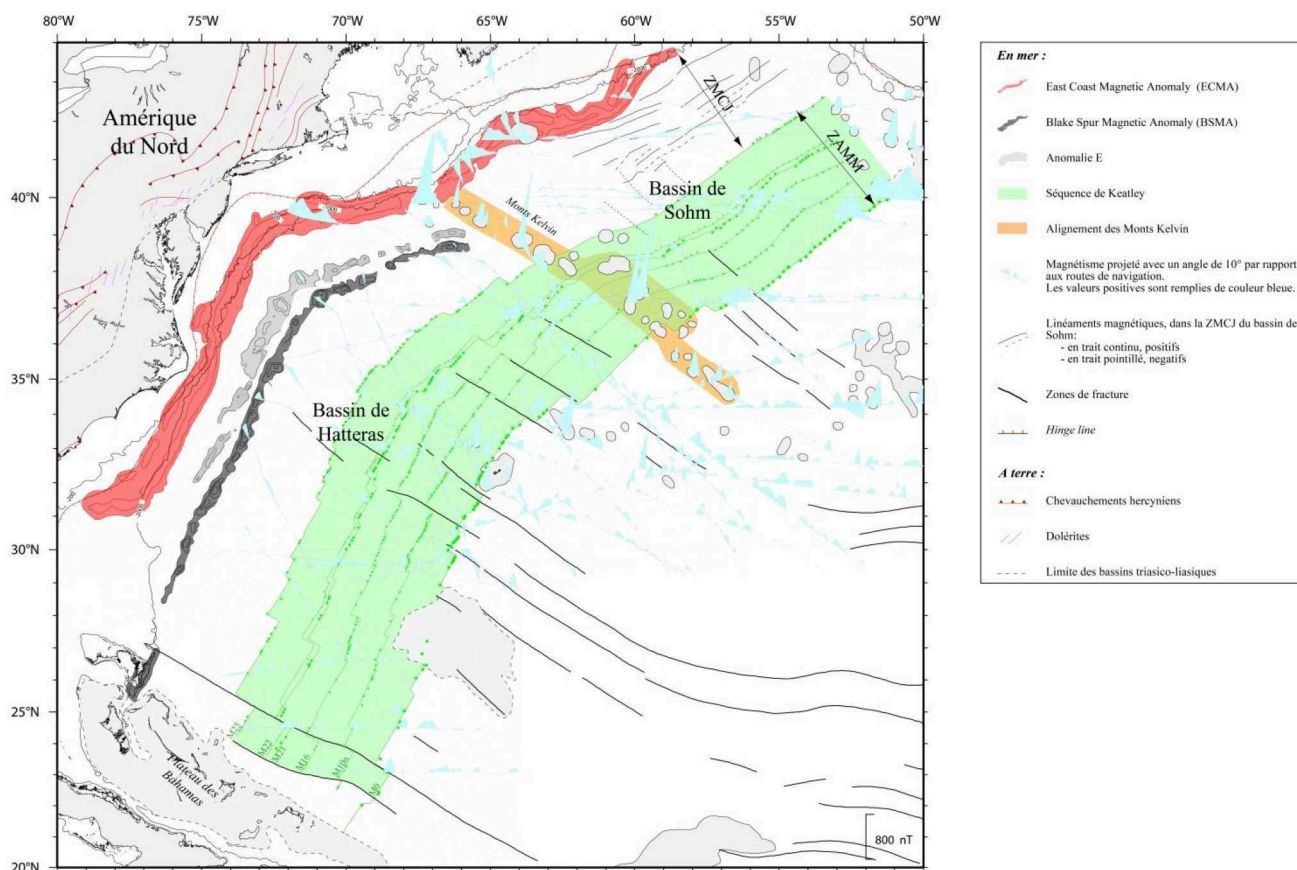 80°W 75°W 70°W 65°W 60°W 55°W 50°W
40°N
35°N
30°N
25°N
20°N
Amérique
du Nord
ZMCJ
ZAMM
Bassin de
Sohm
Monts Kelvin
Bassin de
Hatteras
M25
M22
M21
M16
M10n
M0
Plateau des
Bahamas
800 nT
En mer :
East Coast Magnetic Anomaly (ECMA)
Blake Spur Magnetic Anomaly (BSMA)
Anomalie E
Séquence de Keatley
Alignement des Monts Kelvin
Magnétisme projeté avec un angle de 10° par rapport
aux routes de navigation.
Les valeurs positives sont remplies de couleur bleue.
Linéaments magnétiques, dans la ZMCJ du bassin de
Sohm:
- en trait continu, positifs
- en trait pointillé, negatifs
Zones de fracture
Hinge line
A terre :
Chevauchements hercyniens
Dolérites
Limite des bassins triasico-liasiques